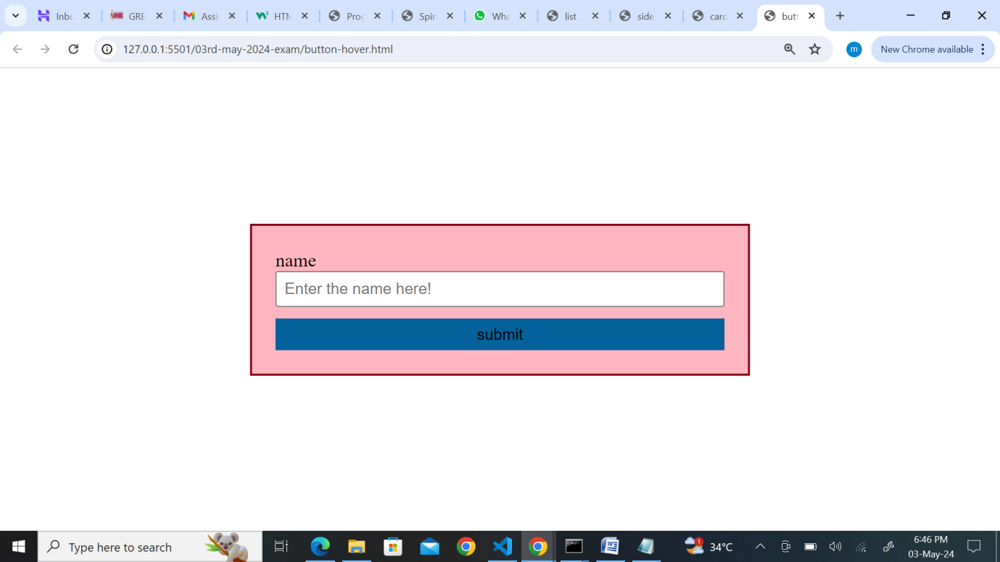 Inbo GRE Assi HTM Prog Spin Wha list side card butt
127.0.0.1:5501/03rd-may-2024-exam/button-hover.html
m
New Chrome available
name
Enter the name here!
submit
Type here to search
1
34°C
6:46 PM
03-May-24